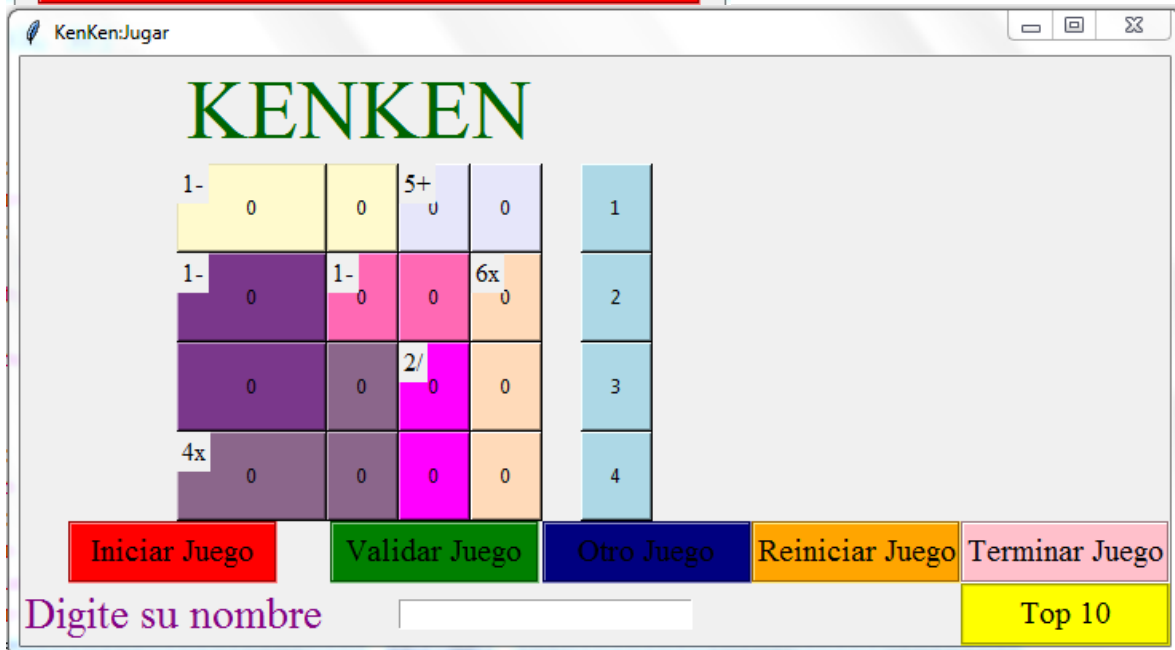 KenKen:Jugar
KENKEN
1- 5+
0 0 0 0 1
1- 1- 6x
0 0 0 0 2
2/
0 0 0 0 3
4x
0 0 0 0 4
Iniciar Juego Validar Juego Otro Juego Reiniciar Juego Terminar Juego
Digite su nombre Top 10